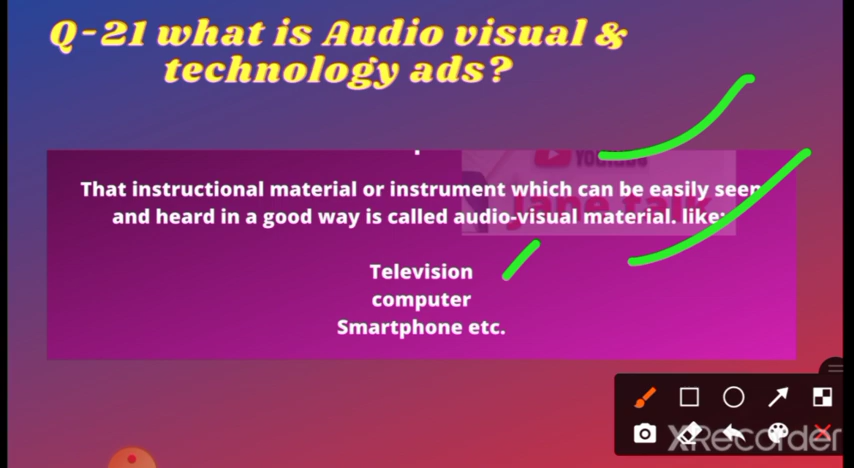 Q-21 what is Audio visual &
technology ads?
YouTube
That instructional material or instrument which can be easily seen
and heard in a good way is called audio-visual material. like:
Television
computer
Smartphone etc.
XRecorder